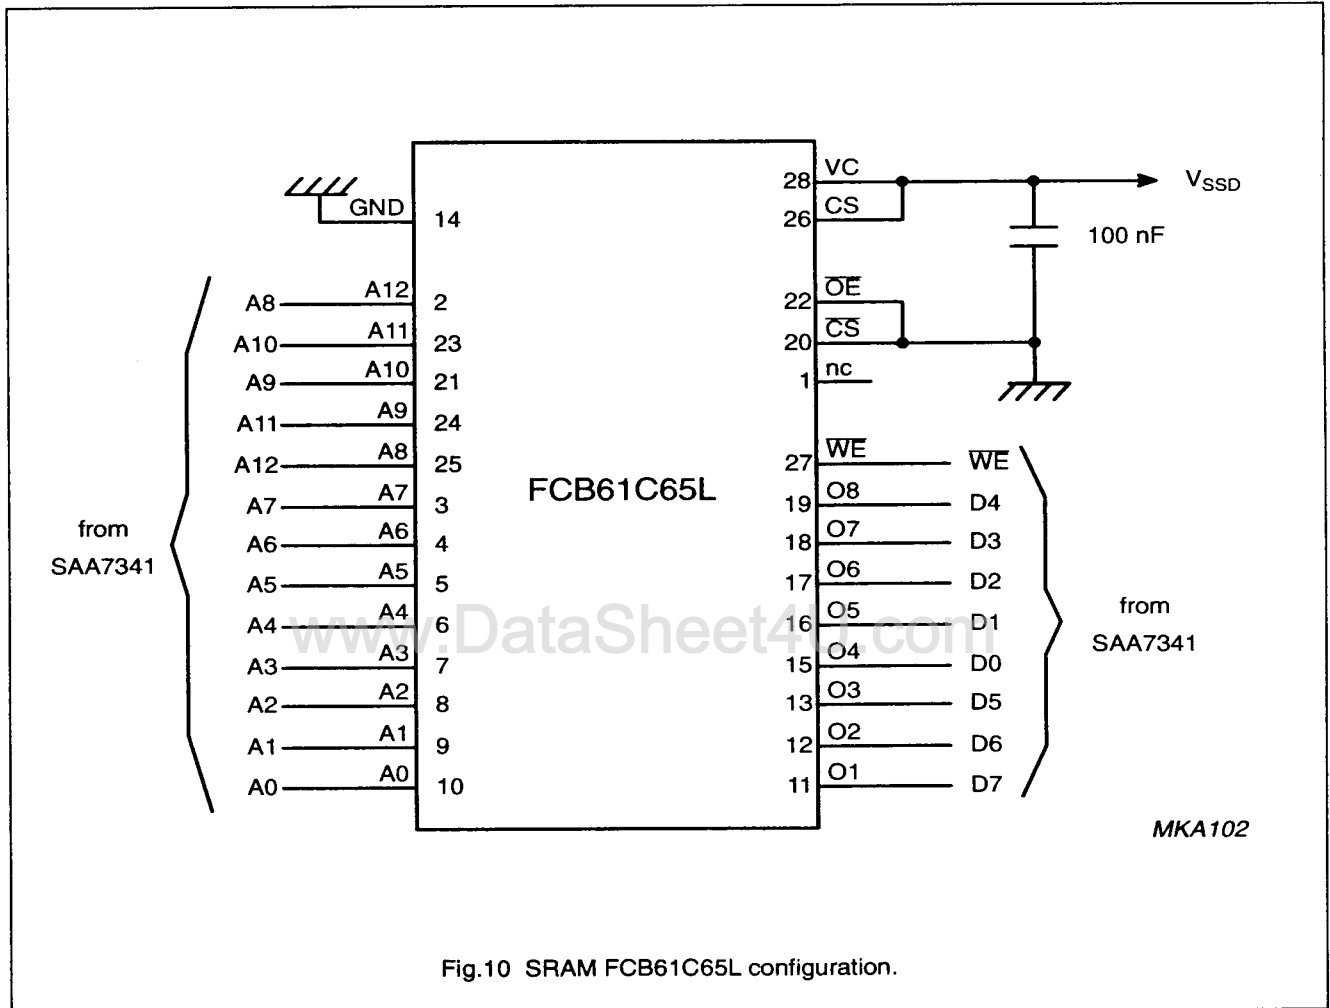 VC
28
V_SSD
GND
14
CS
26
100 nF
A8 A12 2
OE̅
22
A10 A11 23
CS̅
20
A9 A10 21
1 nc
A11 A9 24
A12 A8 25
27 WE̅ WE̅
A7 A7 3
FCB61C65L
19 O8 D4
from
SAA7341
A6 A6 4
18 O7 D3
A5 A5 5
17 O6 D2
A4 A4 6
16 O5 D1
from
SAA7341
www.DataSheet4U.com
A3 A3 7
15 O4 D0
A2 A2 8
13 O3 D5
A1 A1 9
12 O2 D6
A0 A0 10
11 O1 D7
MKA102
Fig.10 SRAM FCB61C65L configuration.